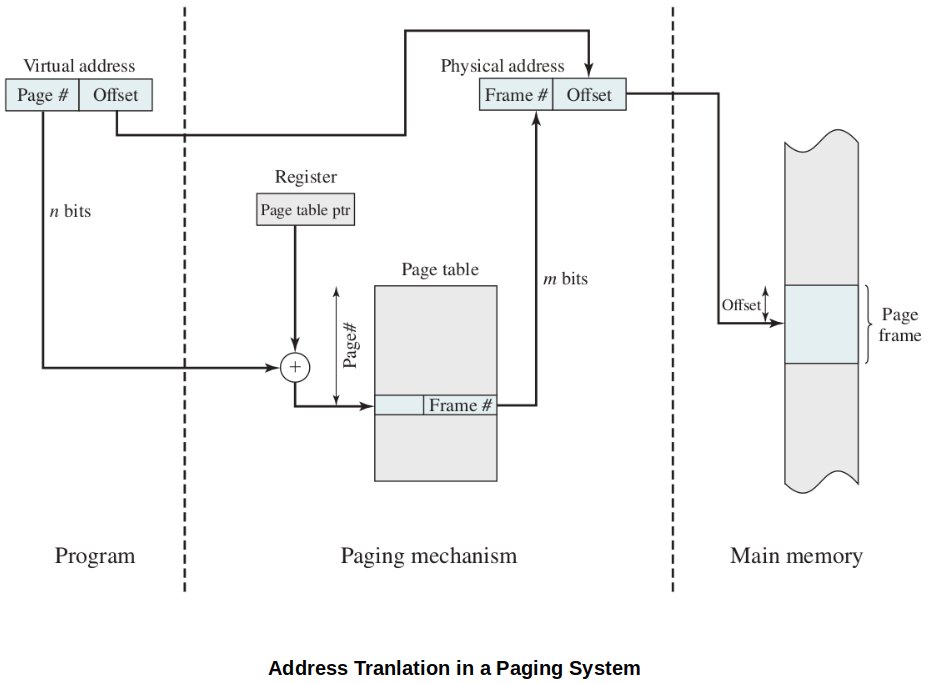 Virtual address
Page # Offset
Physical address
Frame # Offset
n bits
Register
Page table ptr
Page table
m bits
Page#
+
Frame #
Offset
Page
frame
Program
Paging mechanism
Main memory
Address Tranlation in a Paging System